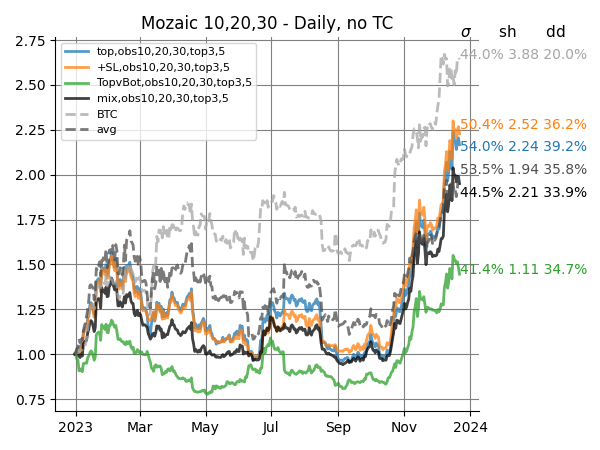 Mozaic 10,20,30 - Daily, no TC
σ sh dd
2.75
2.50
2.25
2.00
1.75
1.50
1.25
1.00
0.75
top,obs10,20,30,top3,5
+SL,obs10,20,30,top3,5
TopvBot,obs10,20,30,top3,5
mix,obs10,20,30,top3,5
BTC
avg
44.0% 3.88 20.0%
50.4% 2.52 36.2%
54.0% 2.24 39.2%
53.5% 1.94 35.8%
44.5% 2.21 33.9%
41.4% 1.11 34.7%
2023 Mar May Jul Sep Nov 2024